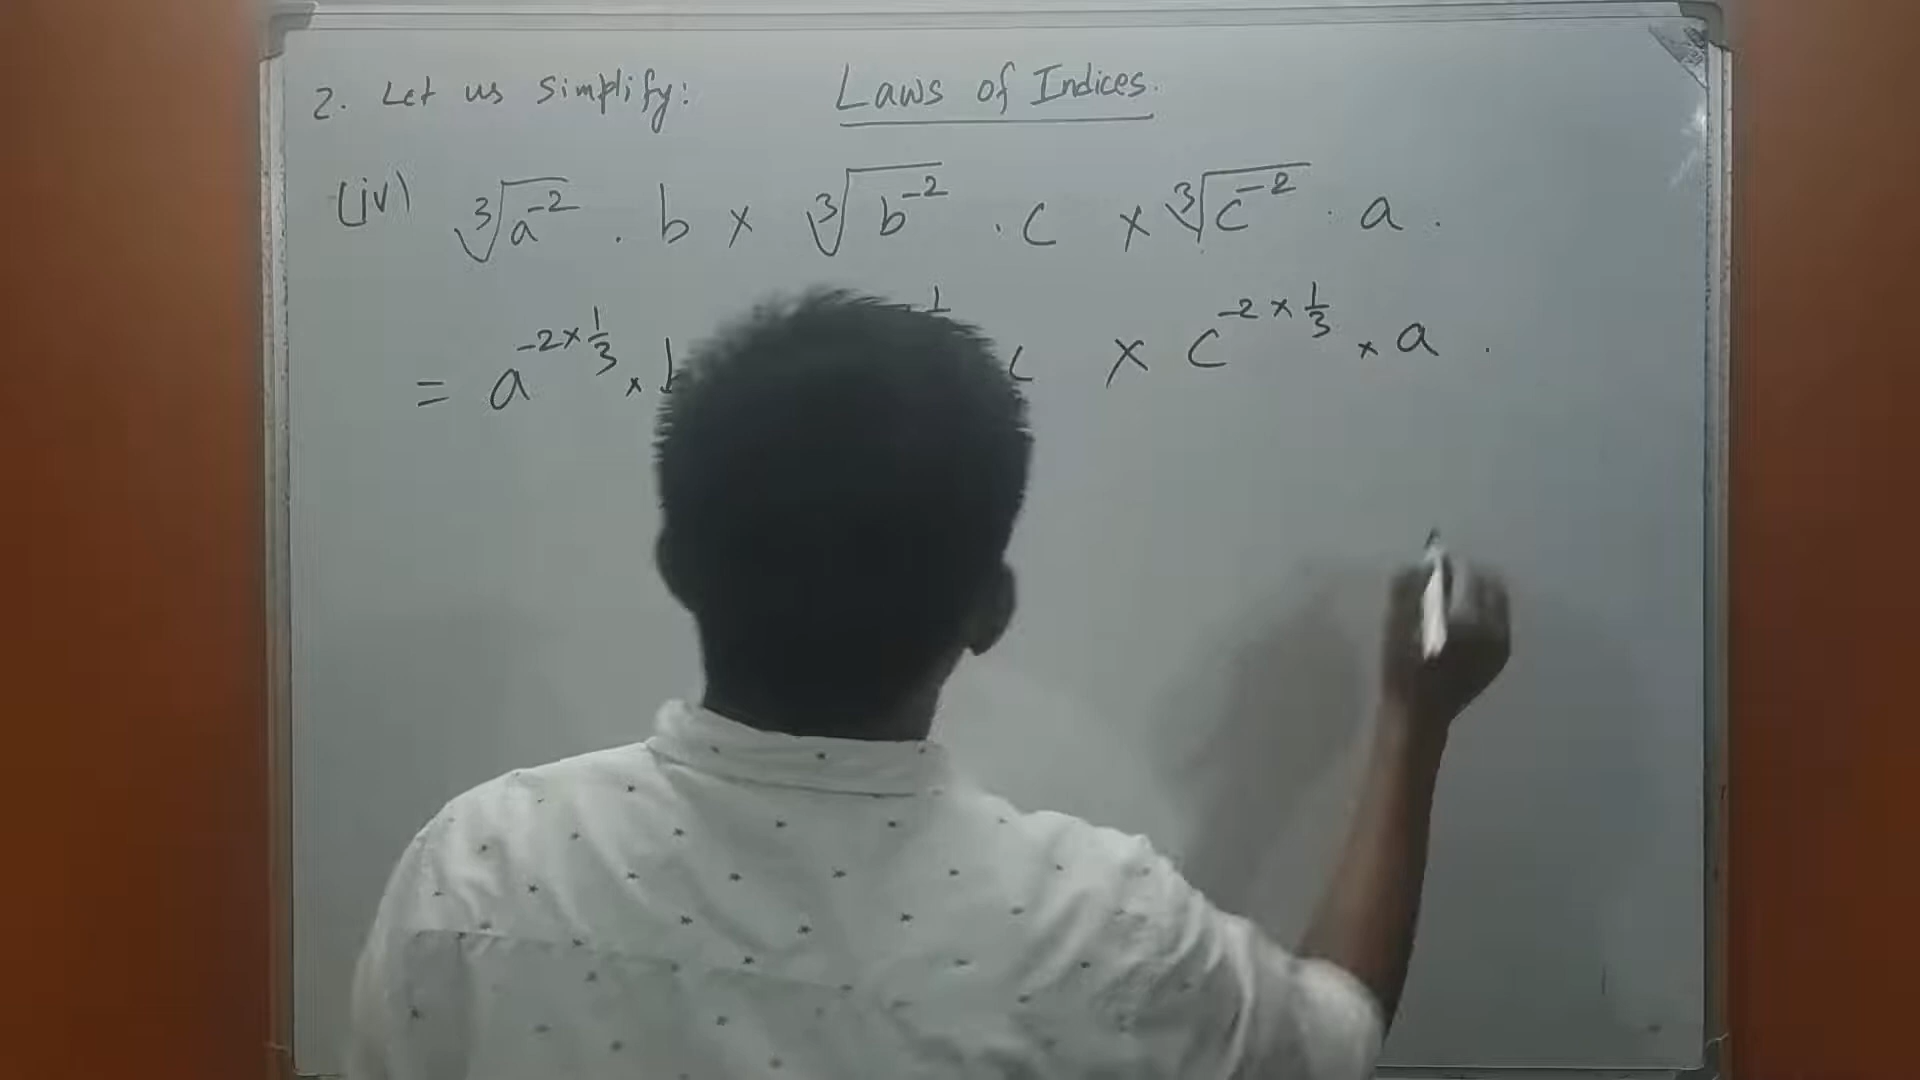 2. Let us simplify: Laws of Indices.
(iv) ∛a⁻² . b × ∛b⁻² . c × ∛c⁻² . a .
= a^(-2×1/3) × b c × c^(-2×1/3) × a .